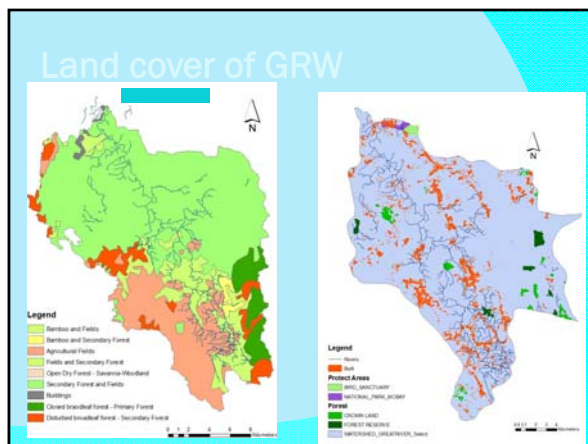 Land cover of GRW
N
Legend
Bamboo and Fields
Bamboo and Secondary Forest
Agricultural Fields
Fields and Secondary Forest
Open Dry Forest - Savanna-Woodland
Secondary Forest and Fields
Buildings
Closed broadleaf forest - Primary Forest
Disturbed broadleaf forest - Secondary Forest
N
Legend
Rivers
Built
Protect Areas
BIRD_SANCTUARY
NATIONAL_PARK_MOBAY
Forest
CROWN LAND
FOREST RESERVE
WATERSHED_GREATRIVER_Select